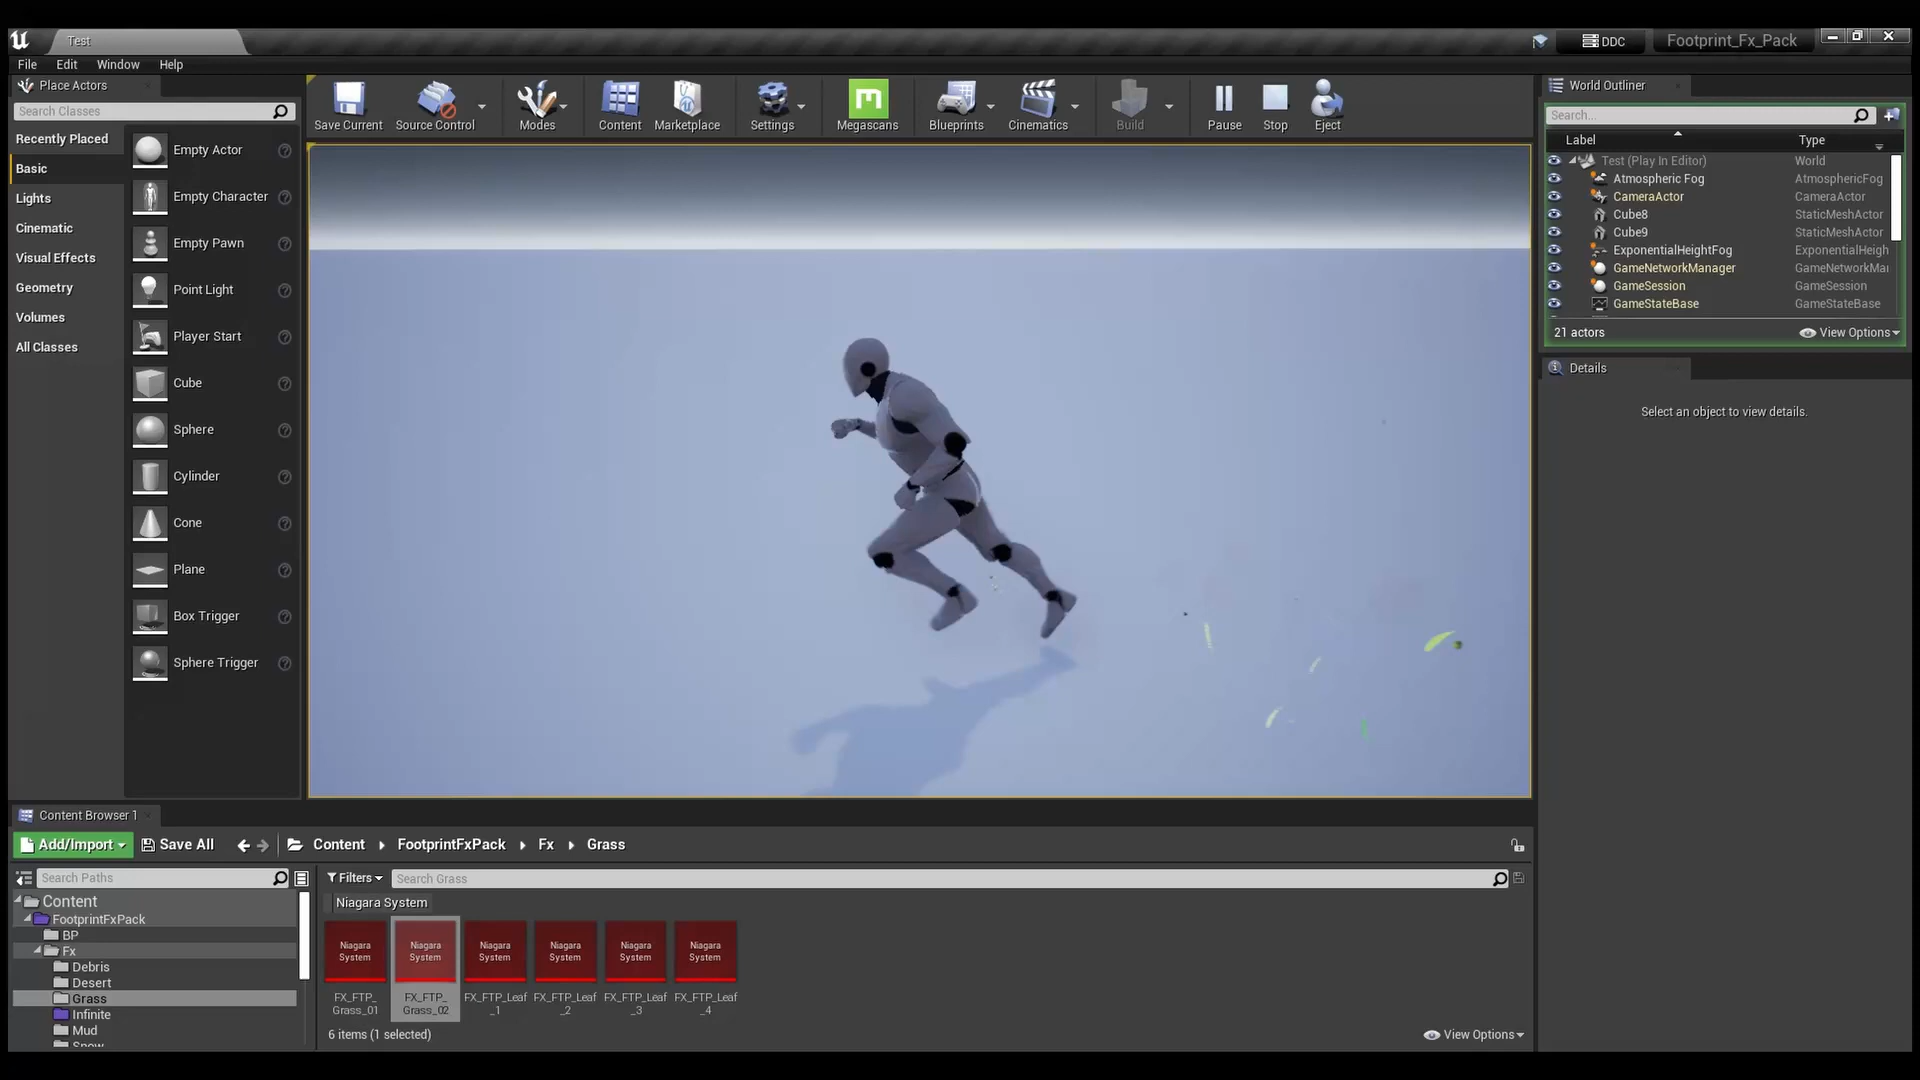 Test
DDC
Footprint_Fx_Pack
File Edit Window Help
Place Actors
Search Classes
Recently Placed
Basic
Lights
Cinematic
Visual Effects
Geometry
Volumes
All Classes
Empty Actor
Empty Character
Empty Pawn
Point Light
Player Start
Cube
Sphere
Cylinder
Cone
Plane
Box Trigger
Sphere Trigger
Save Current Source Control Modes Content Marketplace Settings Megascans Blueprints Cinematics Build Pause Stop Eject
World Outliner
Search...
Label Type
Test (Play In Editor) World
Atmospheric Fog AtmosphericFog
CameraActor CameraActor
Cube8 StaticMeshActor
Cube9 StaticMeshActor
ExponentialHeightFog ExponentialHeigh
GameNetworkManager GameNetworkMa
GameSession GameSession
GameStateBase GameStateBase
21 actors View Options
Details
Select an object to view details.
Content Browser 1
Add/Import Save All Content FootprintFxPack Fx Grass
Search Paths
Content
FootprintFxPack
BP
Fx
Debris
Desert
Grass
Infinite
Mud
Snow
Filters Search Grass
Niagara System
Niagara System Niagara System Niagara System Niagara System Niagara System Niagara System
FX_FTP_ FX_FTP_ FX_FTP_Leaf FX_FTP_Leaf FX_FTP_Leaf FX_FTP_Leaf
Grass_01 Grass_02 _1 _2 _3 _4
6 items (1 selected) View Options